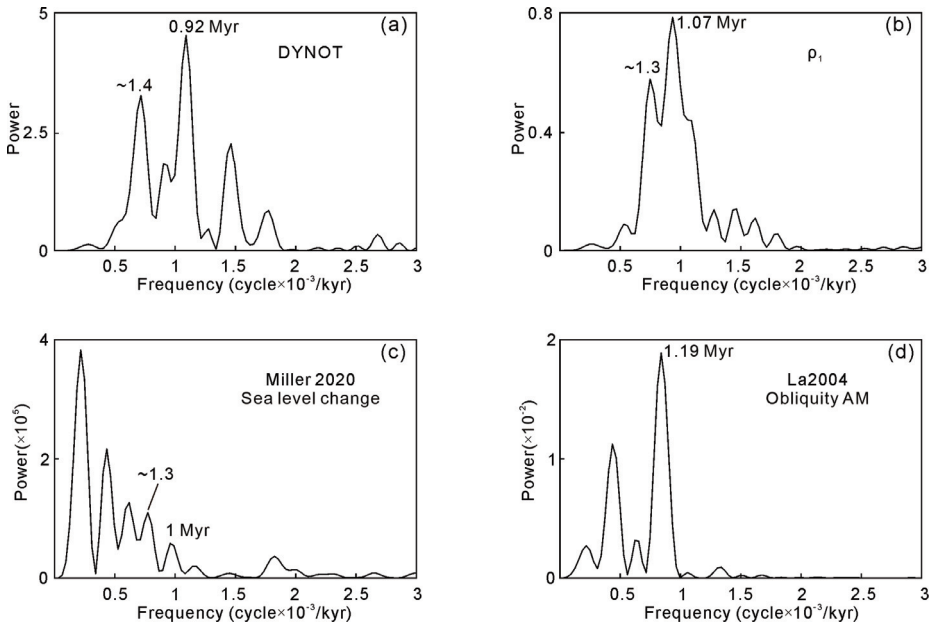 5
2.5
0
Power
0.92 Myr
~1.4
(a)
DYNOT
0.5
1
1.5
2
2.5
3
Frequency (cycle×10⁻³/kyr)
0.8
0.4
0
Power
1.07 Myr
~1.3
(b)
ρ₁
0.5
1
1.5
2
2.5
3
Frequency (cycle×10⁻³/kyr)
4
2
0
Power(×10⁵)
(c)
Miller 2020
Sea level change
~1.3
1 Myr
0.5
1
1.5
2
2.5
3
Frequency (cycle×10⁻³/kyr)
2
1
0
Power(×10⁻²)
1.19 Myr
(d)
La2004
Obliquity AM
0.5
1
1.5
2
2.5
3
Frequency (cycle×10⁻³/kyr)